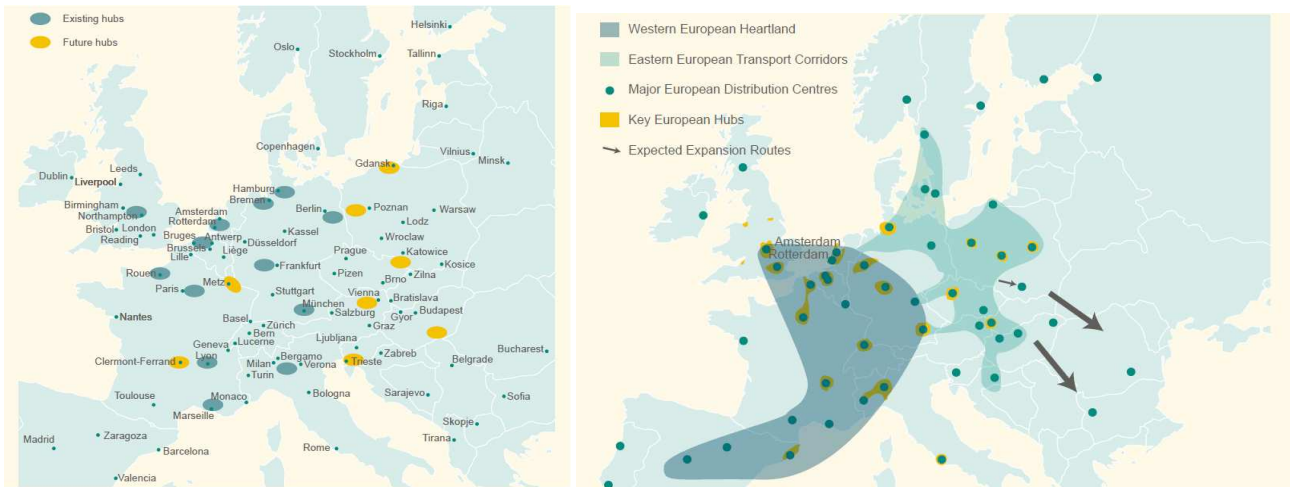 Existing hubs
Future hubs
Helsinki
Oslo
Stockholm
Tallinn
Riga
Copenhagen
Vilnius
Minsk
Gdansk
Dublin
Leeds
Liverpool
Hamburg
Bremen
Birmingham
Northampton
Amsterdam
Rotterdam
Berlin
Poznan
Warsaw
Lodz
Bristol
London
Reading
Bruges
Antwerp
Brussels
Lille
Liège
Düsseldorf
Kassel
Wroclaw
Prague
Katowice
Kosice
Rouen
Frankfurt
Pizen
Brno
Zilna
Metz
Paris
Stuttgart
Vienna
Bratislava
München
Salzburg
Gyor
Budapest
Nantes
Basel
Zürich
Bern
Lucerne
Graz
Ljubljana
Zabreb
Geneva
Lyon
Clermont-Ferrand
Milan
Bergamo
Verona
Turin
Trieste
Belgrade
Bucharest
Toulouse
Monaco
Marseille
Bologna
Sarajevo
Sofia
Skopje
Tirana
Madrid
Zaragoza
Barcelona
Rome
Valencia
Western European Heartland
Eastern European Transport Corridors
Major European Distribution Centres
Key European Hubs
Expected Expansion Routes
Amsterdam
Rotterdam